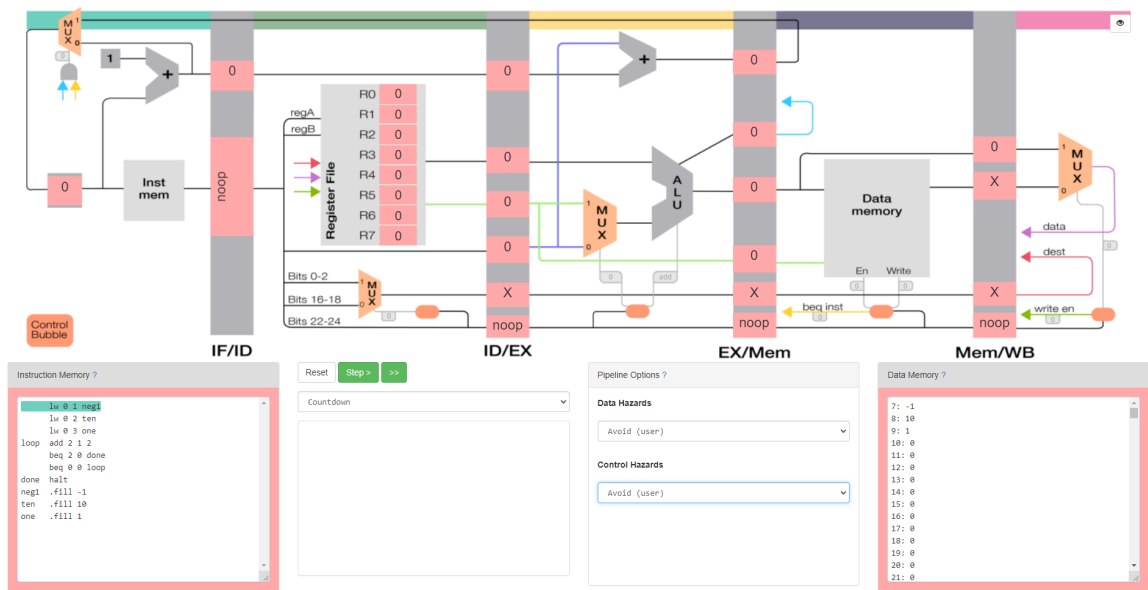 MUX
1
0
0
1
+
0
0
+
0
regA
regB
R0 0
R1 0
R2 0
R3 0
R4 0
R5 0
R6 0
R7 0
Register File
0
Inst mem
noop
0
0
0
1
MUX
0
ALU
0
0
0
0
add
Data memory
En Write
0 0
0
X
1
MUX
0
data
0
dest
Bits 0-2
Bits 16-18
Bits 22-24
1
MUX
0
0
X
noop
X
noop
beq inst
0
X
noop
write en
0
Control Bubble
IF/ID
ID/EX
EX/Mem
Mem/WB
Instruction Memory ?
lw 0 1 neg1
lw 0 2 ten
lw 0 3 one
loop add 2 1 2
beq 2 0 done
beq 0 0 loop
done halt
neg1 .fill -1
ten .fill 10
one .fill 1
Reset Step > >>
Countdown
Pipeline Options ?
Data Hazards
Avoid (user)
Control Hazards
Avoid (user)
Data Memory ?
7: -1
8: 10
9: 1
10: 0
11: 0
12: 0
13: 0
14: 0
15: 0
16: 0
17: 0
18: 0
19: 0
20: 0
21: 0